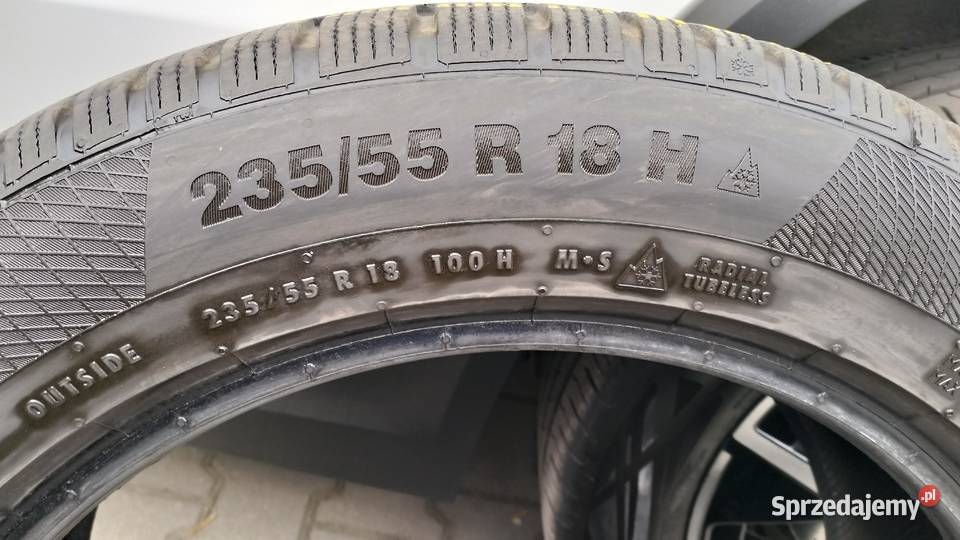 235/55 R 18 H
OUTSIDE
235/55 R 18 100 H M•S
RADIAL
TUBELESS
Sprzedajemy.pl